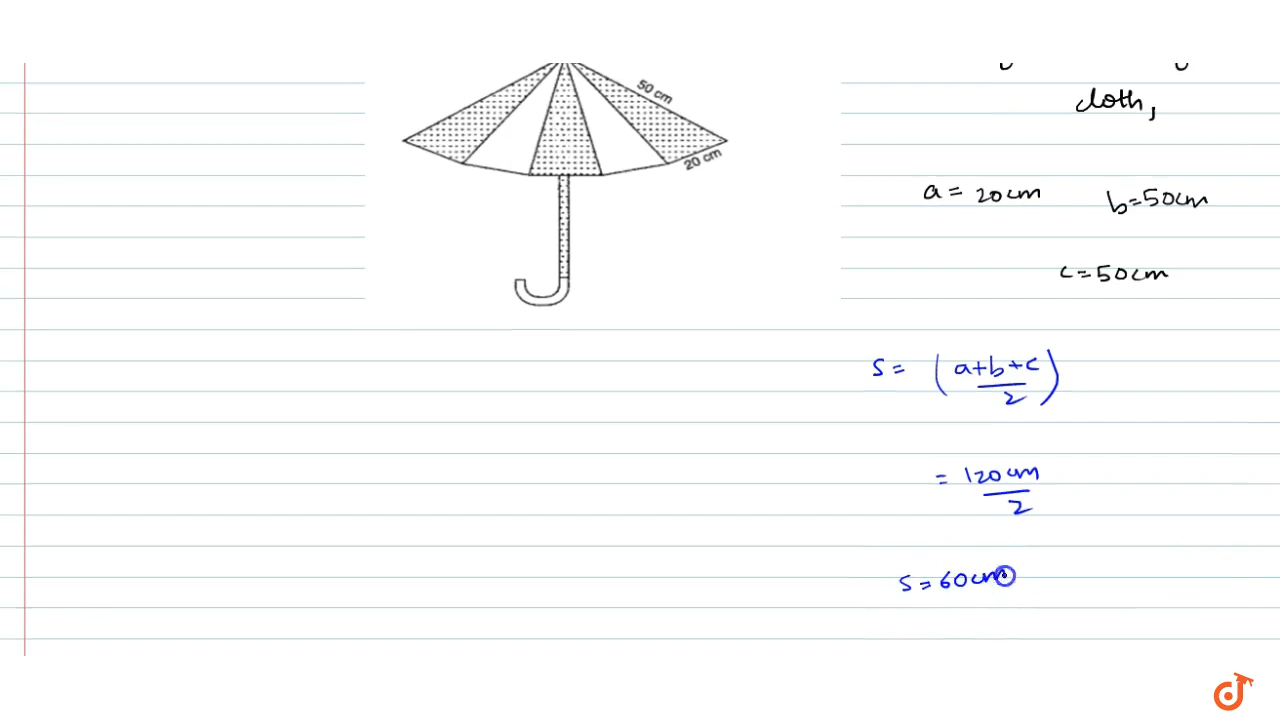 50 cm
20 cm
cloth,
a = 20cm b=50cm
c=50cm
s= (a+b+c/2)
= 120cm/2
s=60cm